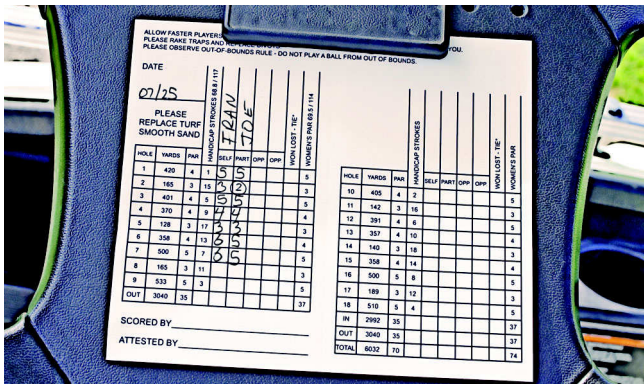 ALLOW FASTER PLAYERS YOU.
PLEASE RAKE TRAPS AND REPLACE DIVOTS
PLEASE OBSERVE OUT-OF-BOUNDS RULE - DO NOT PLAY A BALL FROM OUT OF BOUNDS.
DATE
07/25
PLEASE
REPLACE TURF
SMOOTH SAND
HANDICAP STROKES 68.8 / 117
FRAN
JOE
WON LOST - TIE*
WOMEN'S PAR 69.5 / 114
HOLE YARDS PAR SELF PART OPP OPP
1 420 4 1 5 5 5
2 165 3 15 3 2 3
3 401 4 5 5 5 5
4 370 4 9 4 4 4
5 128 3 17 3 3 3
6 358 4 13 6 5 4
7 500 5 7 6 5 5
8 165 3 11 3
9 533 5 3 5
OUT 3040 35 37
SCORED BY
ATTESTED BY
HANDICAP STROKES
WON LOST - TIE*
WOMEN'S PAR
HOLE YARDS PAR SELF PART OPP OPP
10 405 4 2 5
11 142 3 16 3
12 391 4 6 5
13 357 4 10 4
14 140 3 18 3
15 358 4 14 4
16 500 5 8 5
17 189 3 12 3
18 510 5 4 5
IN 2992 35 37
OUT 3040 35 37
TOTAL 6032 70 74